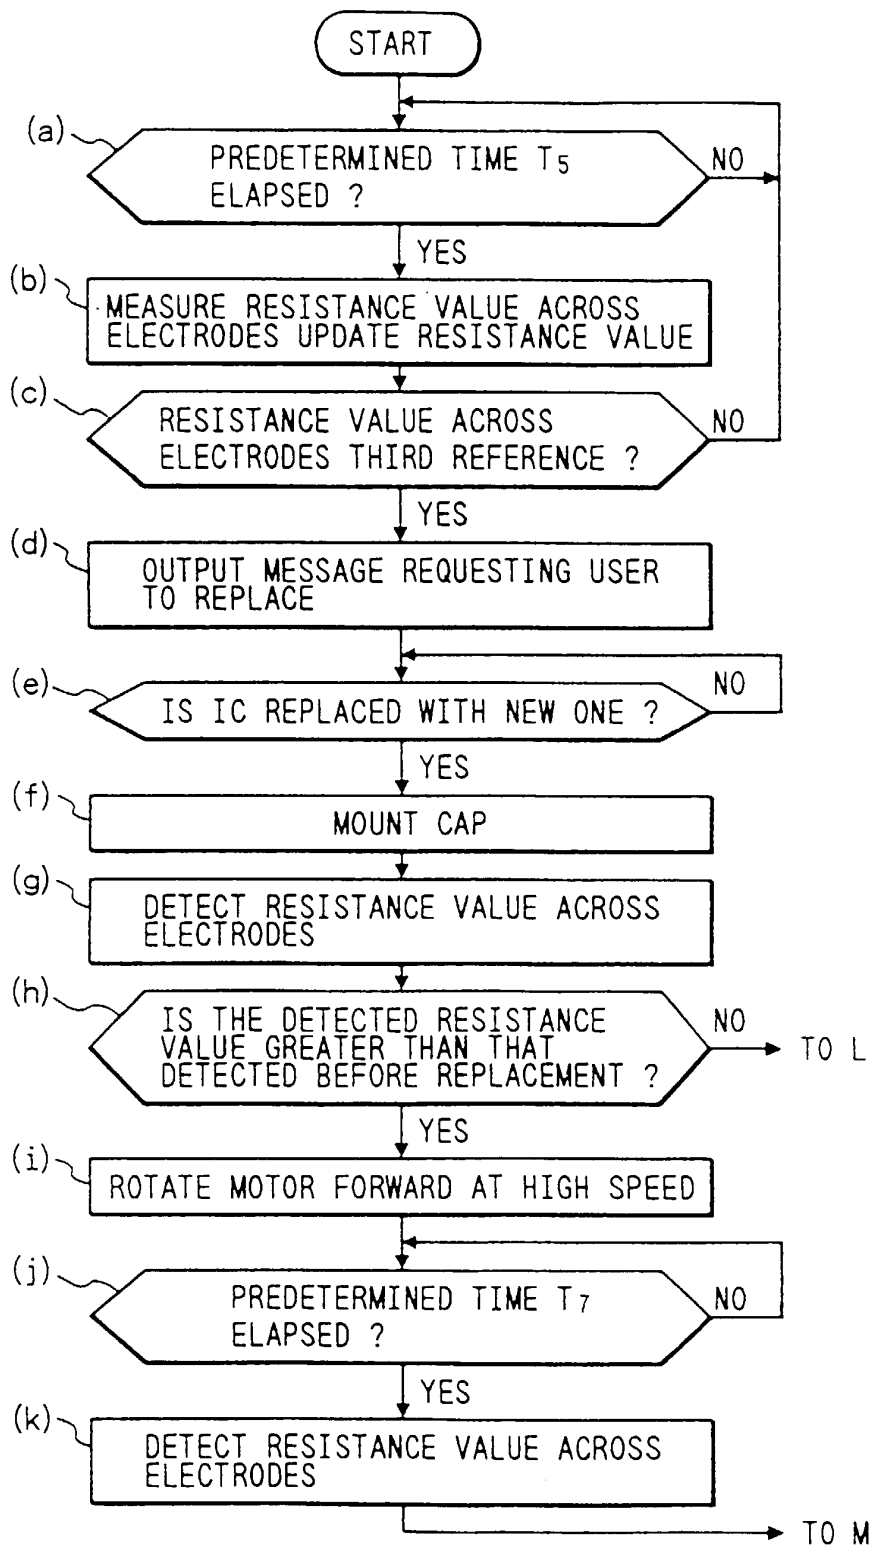 START
(a)
PREDETERMINED TIME T5
ELAPSED ?
NO
YES
(b)
MEASURE RESISTANCE VALUE ACROSS
ELECTRODES UPDATE RESISTANCE VALUE
(c)
RESISTANCE VALUE ACROSS
ELECTRODES THIRD REFERENCE ?
NO
YES
(d)
OUTPUT MESSAGE REQUESTING USER
TO REPLACE
(e)
IS IC REPLACED WITH NEW ONE ?
NO
YES
(f)
MOUNT CAP
(g)
DETECT RESISTANCE VALUE ACROSS
ELECTRODES
(h)
IS THE DETECTED RESISTANCE
VALUE GREATER THAN THAT
DETECTED BEFORE REPLACEMENT ?
NO
TO L
YES
(i)
ROTATE MOTOR FORWARD AT HIGH SPEED
(j)
PREDETERMINED TIME T7
ELAPSED ?
NO
YES
(k)
DETECT RESISTANCE VALUE ACROSS
ELECTRODES
TO M